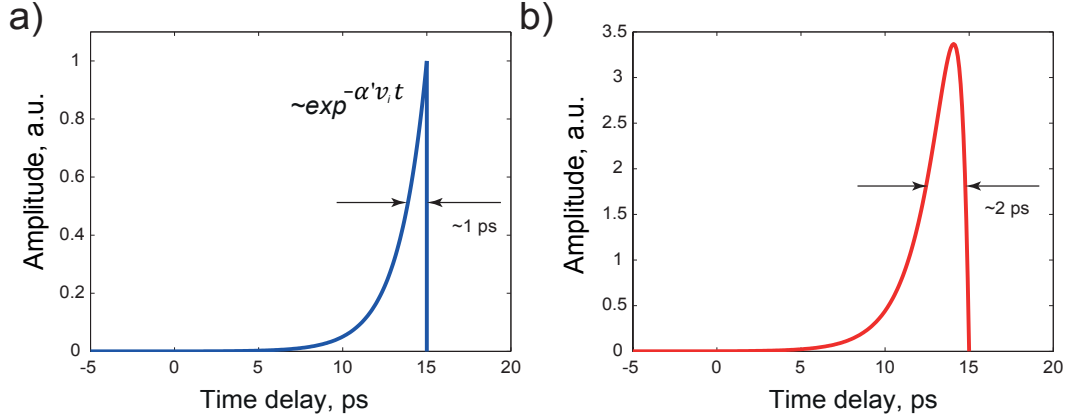 a)
Amplitude, a.u.
1
0.8
0.6
0.4
0.2
0
-5
0
5
10
15
20
Time delay, ps
~exp^-α'vᵢt
~1 ps
b)
Amplitude, a.u.
3.5
3
2.5
2
1.5
1
0.5
0
-5
0
5
10
15
20
Time delay, ps
~2 ps